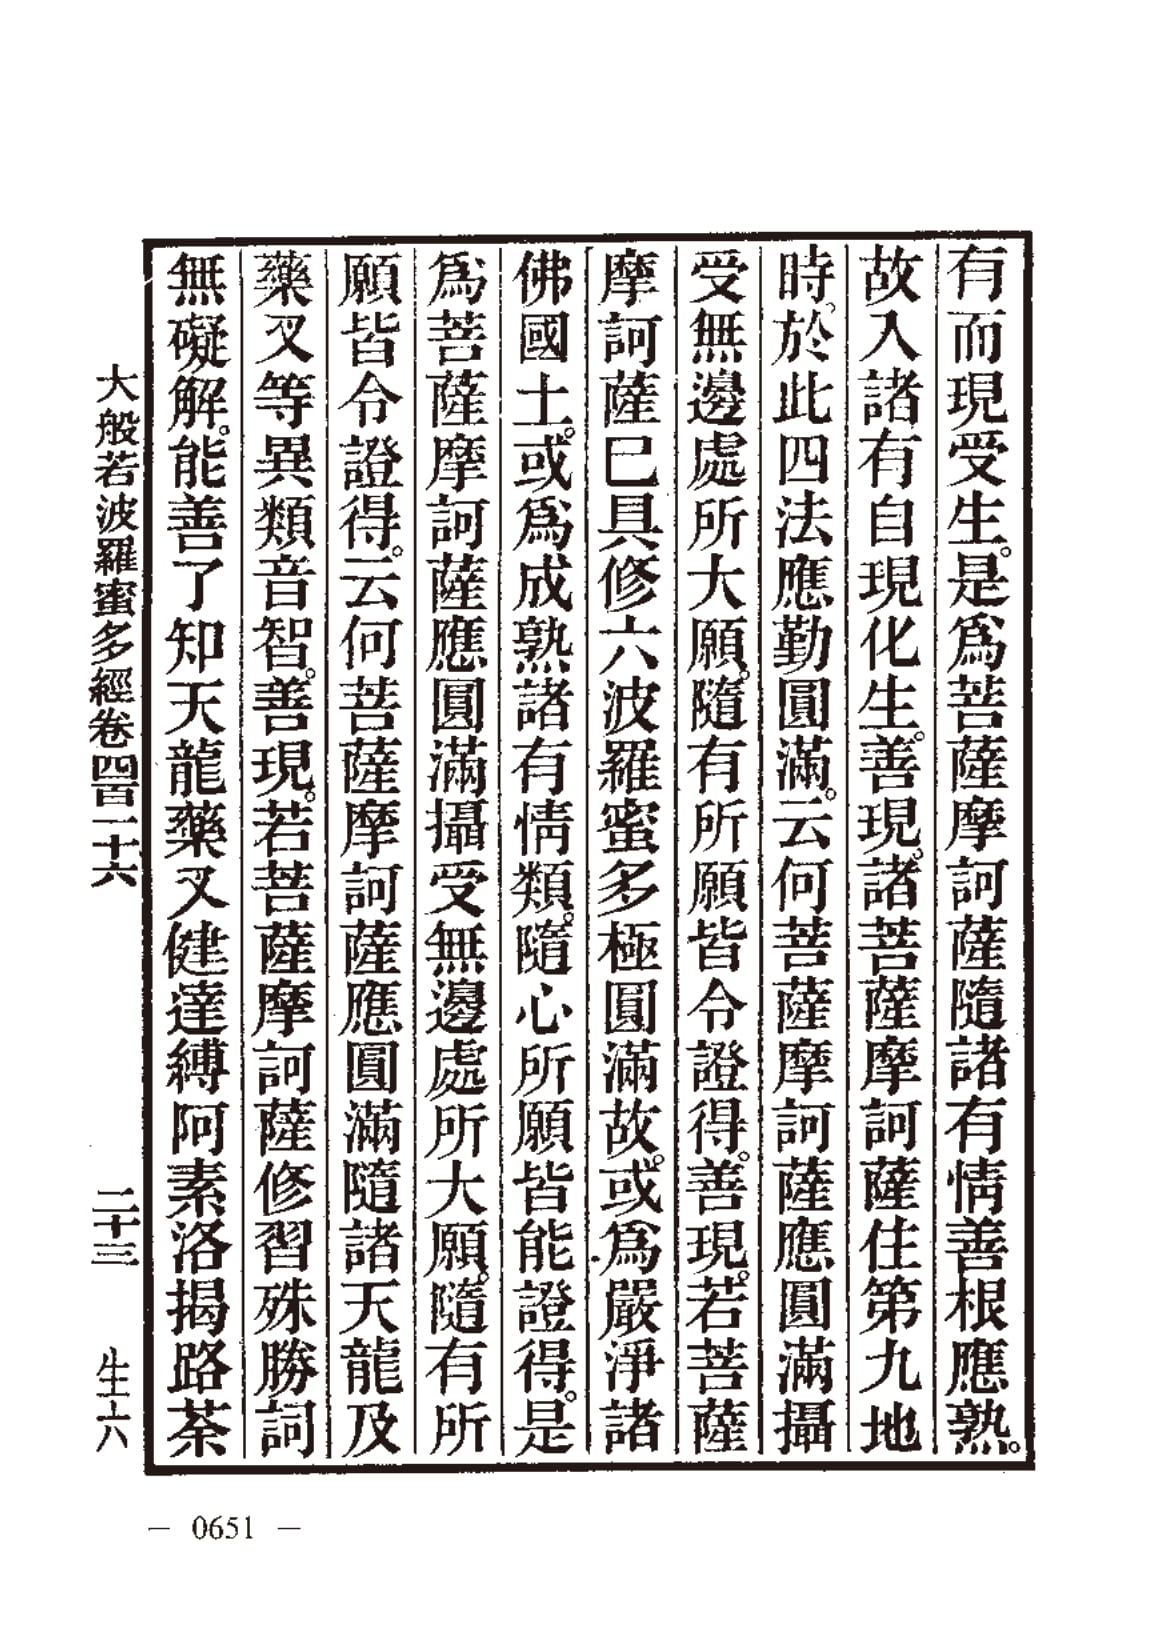 有而現受生。是爲菩薩摩訶薩隨諸有情善根應熟。
故入諸有自現化生。善現。諸菩薩摩訶薩住第九地
時。於此四法應勤圓滿。云何菩薩摩訶薩應圓滿攝
受無邊處所大願。隨有所願皆令證得。善現。若菩薩
摩訶薩已具修六波羅蜜多極圓滿故。或爲嚴淨諸
佛國土。或爲成熟諸有情類。隨心所願皆能證得。是
爲菩薩摩訶薩應圓滿攝受無邊處所大願。隨有所
願皆令證得。云何菩薩摩訶薩應圓滿隨諸天龍及
藥叉等異類音智。善現。若菩薩摩訶薩修習殊勝詞
無礙解。能善了知天龍藥叉健達縛阿素洛揭路荼
大般若波羅蜜多經卷四百一十六 二十三 生六
— 0651 —